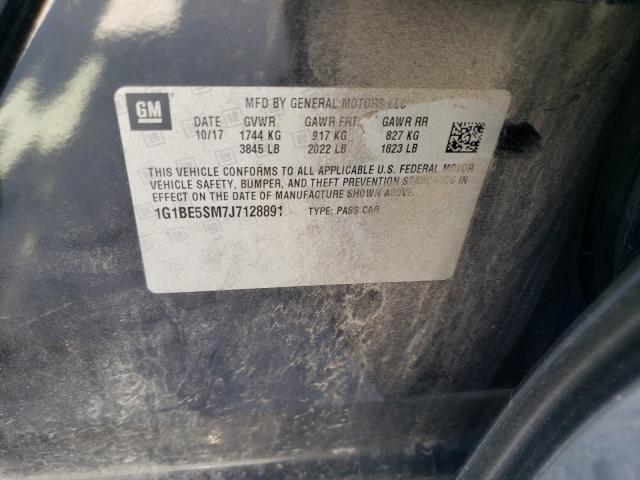 GM
MFD BY GENERAL MOTORS LLC
DATE GVWR GAWR FRT GAWR RR
10/17 1744 KG 917 KG 827 KG
3845 LB 2022 LB 1823 LB
THIS VEHICLE CONFORMS TO ALL APPLICABLE U.S. FEDERAL MOTOR
VEHICLE SAFETY, BUMPER, AND THEFT PREVENTION STANDARDS IN
EFFECT ON THE DATE OF MANUFACTURE SHOWN ABOVE.
1G1BE5SM7J7128891 TYPE: PASS CAR